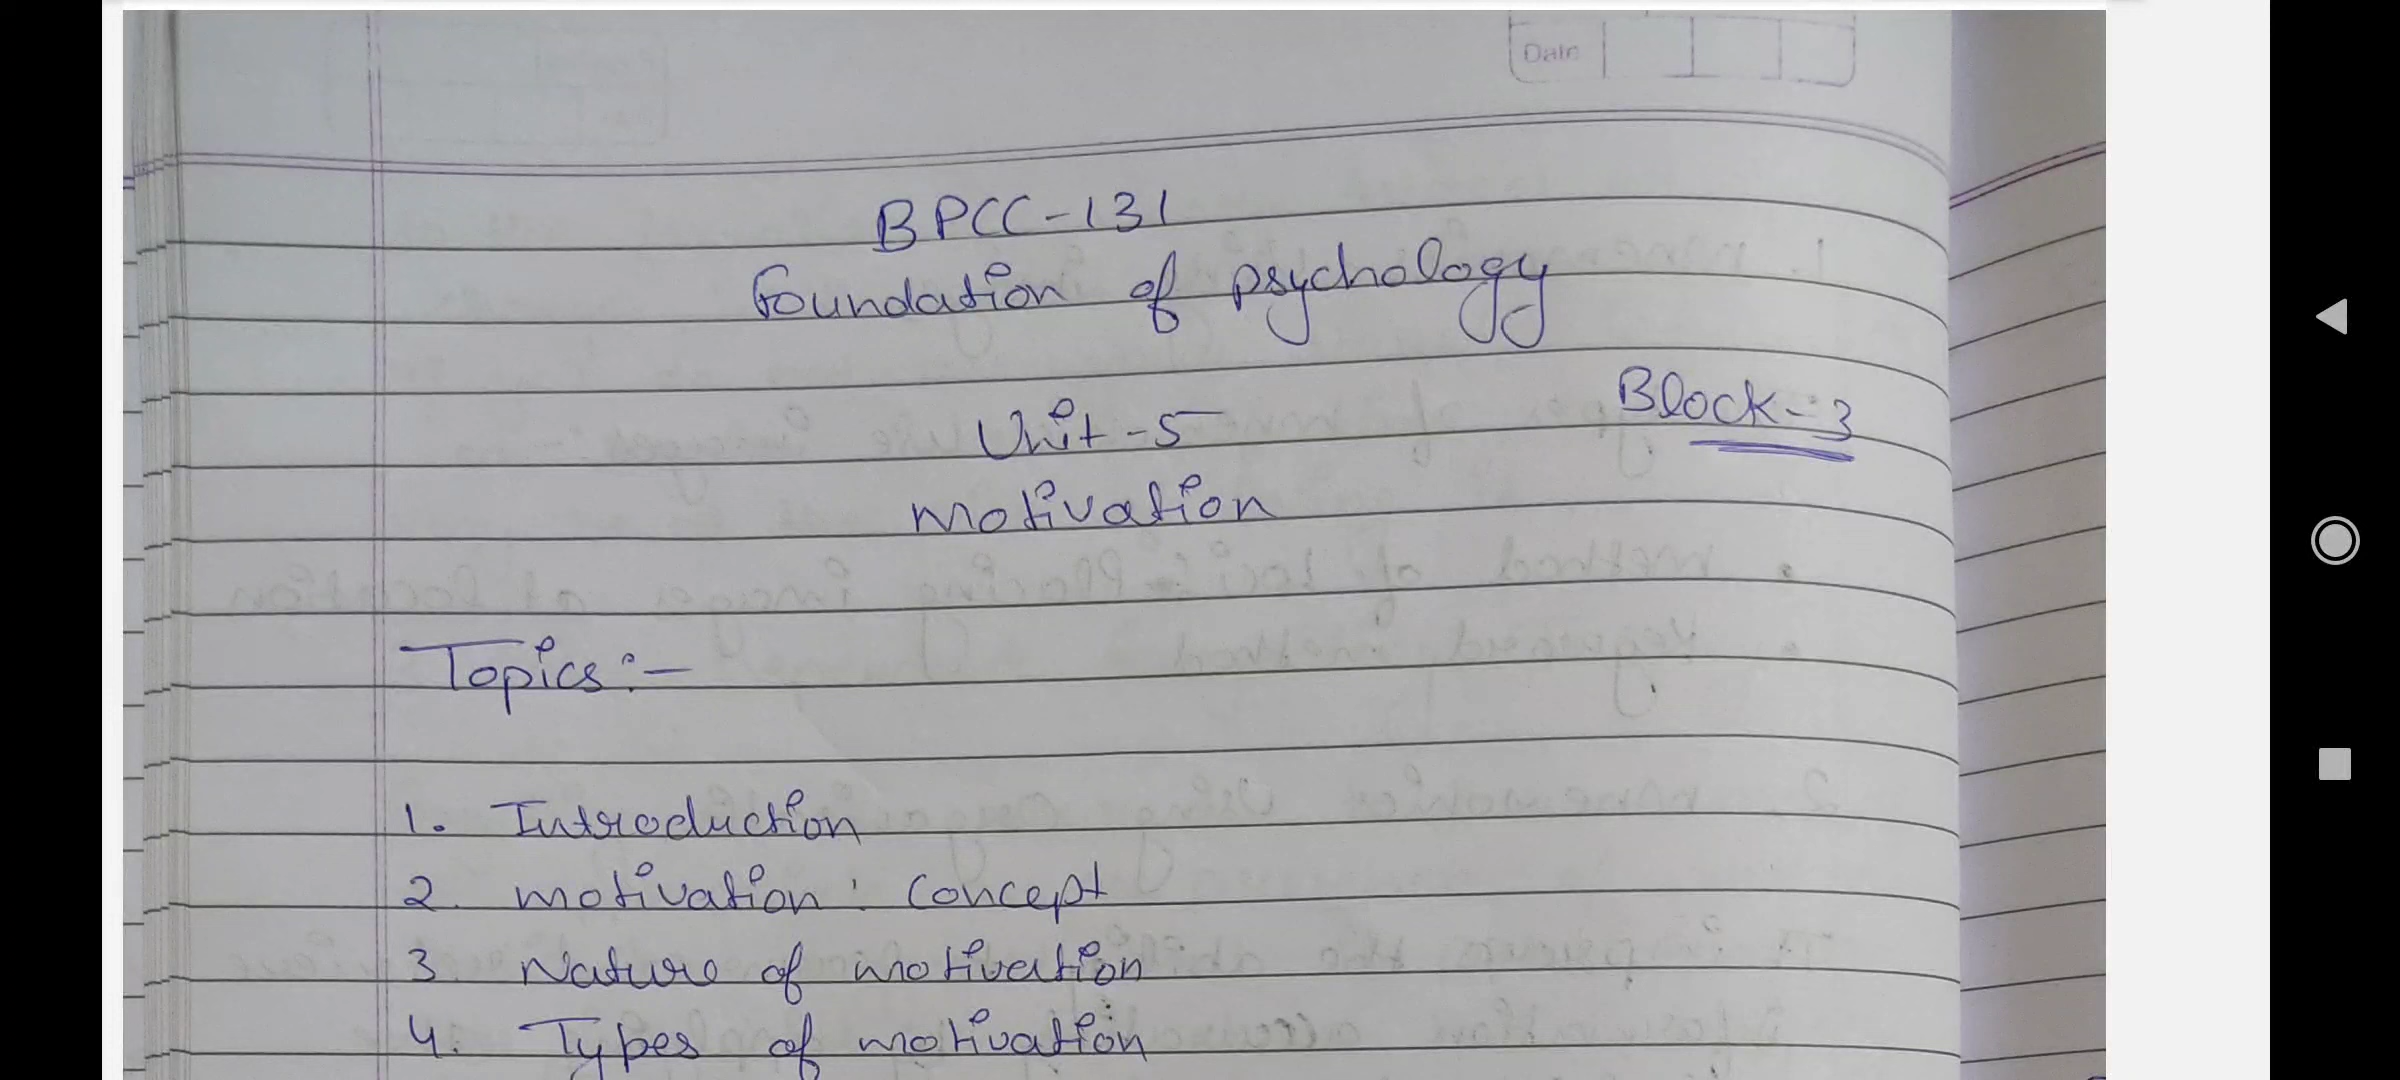 Date
BPCC-131
Foundation of psychology
Block-3
Unit-5
Motivation
Topics:-
1. Introduction
2. Motivation : Concept
3 Nature of motivation
4. Types of motivation